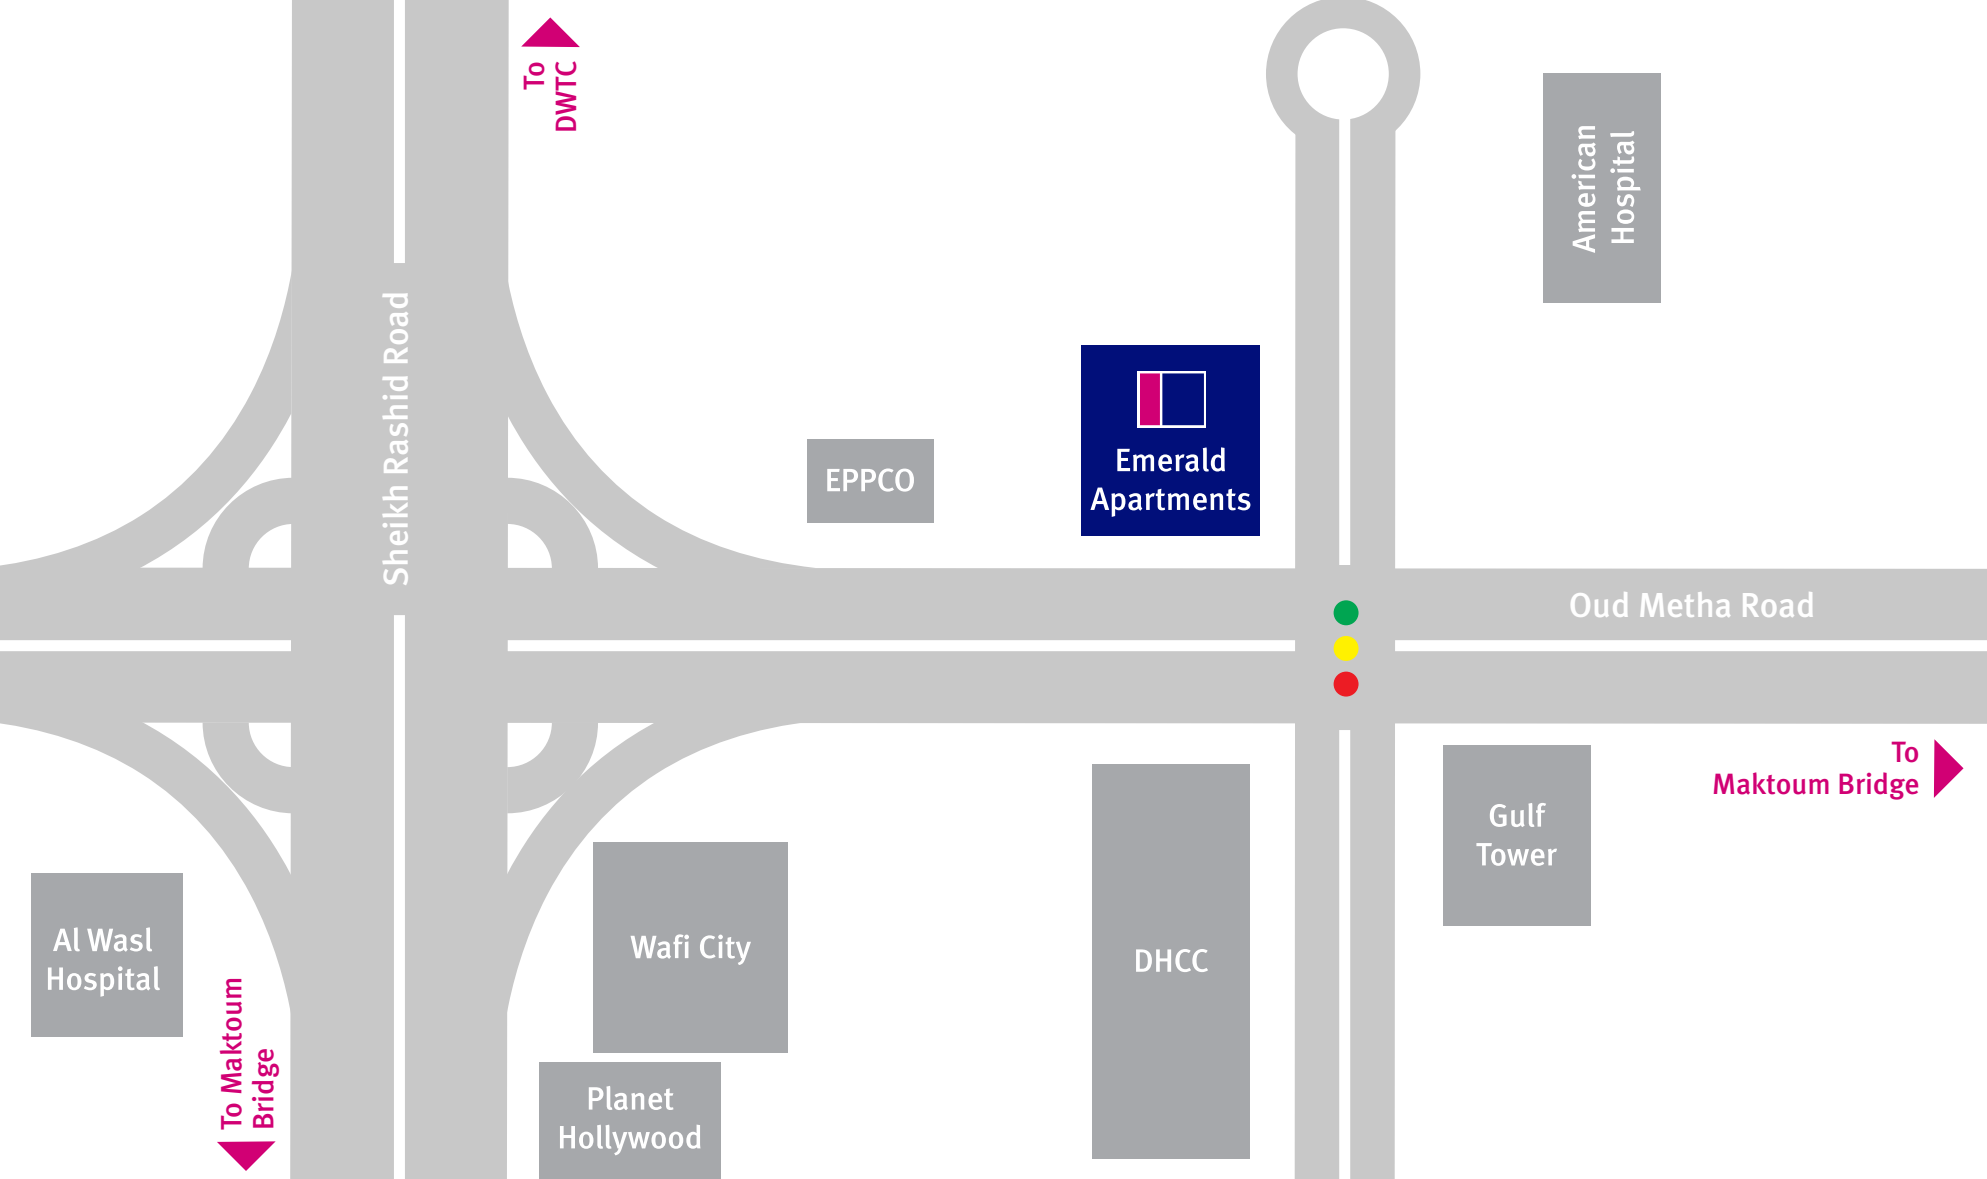 To
DWTC
American
Hospital
Sheikh Rashid Road
EPPCO
Emerald
Apartments
Oud Metha Road
To
Maktoum Bridge
Gulf
Tower
Al Wasl
Hospital
Wafi City
DHCC
To Maktoum
Bridge
Planet
Hollywood